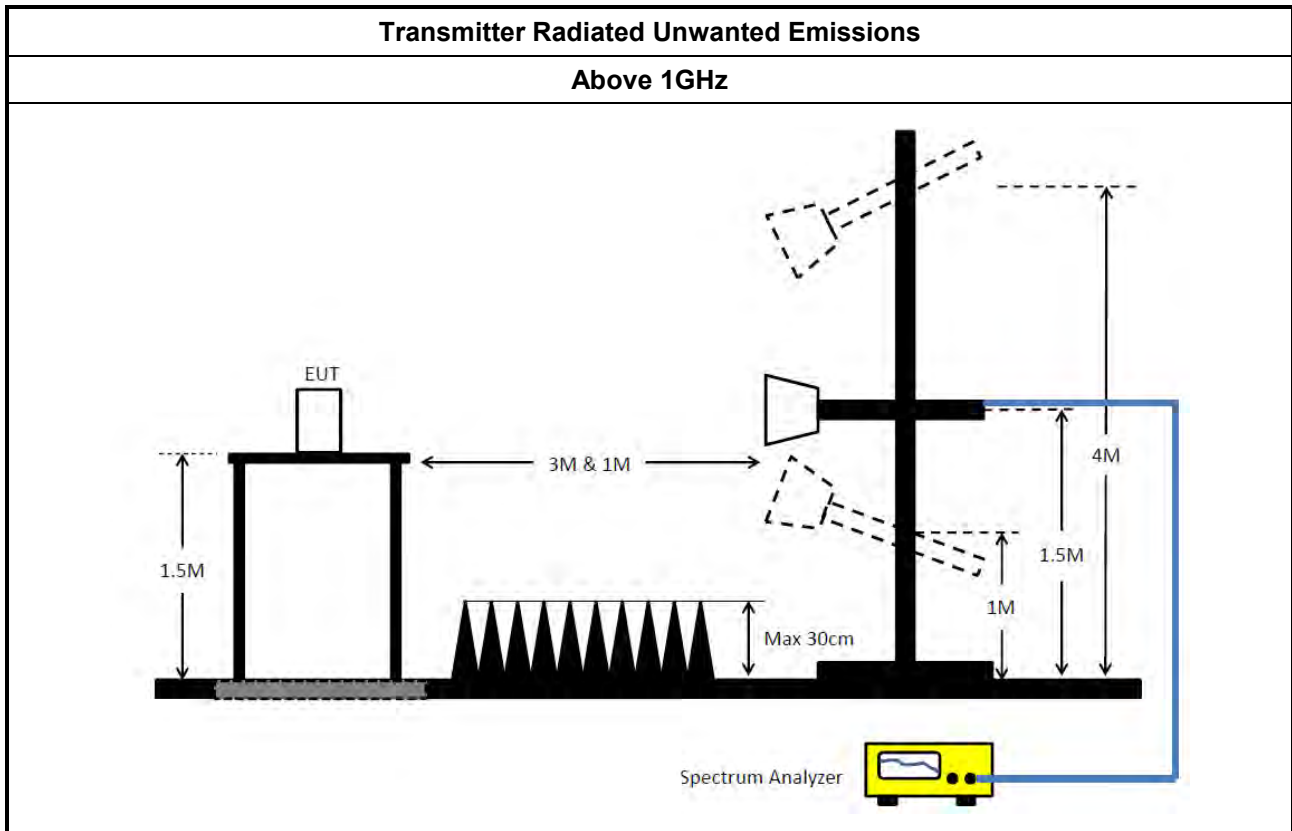 Transmitter Radiated Unwanted Emissions
Above 1GHz
EUT
3M & 1M
4M
1.5M
1.5M
1M
Max 30cm
Spectrum Analyzer